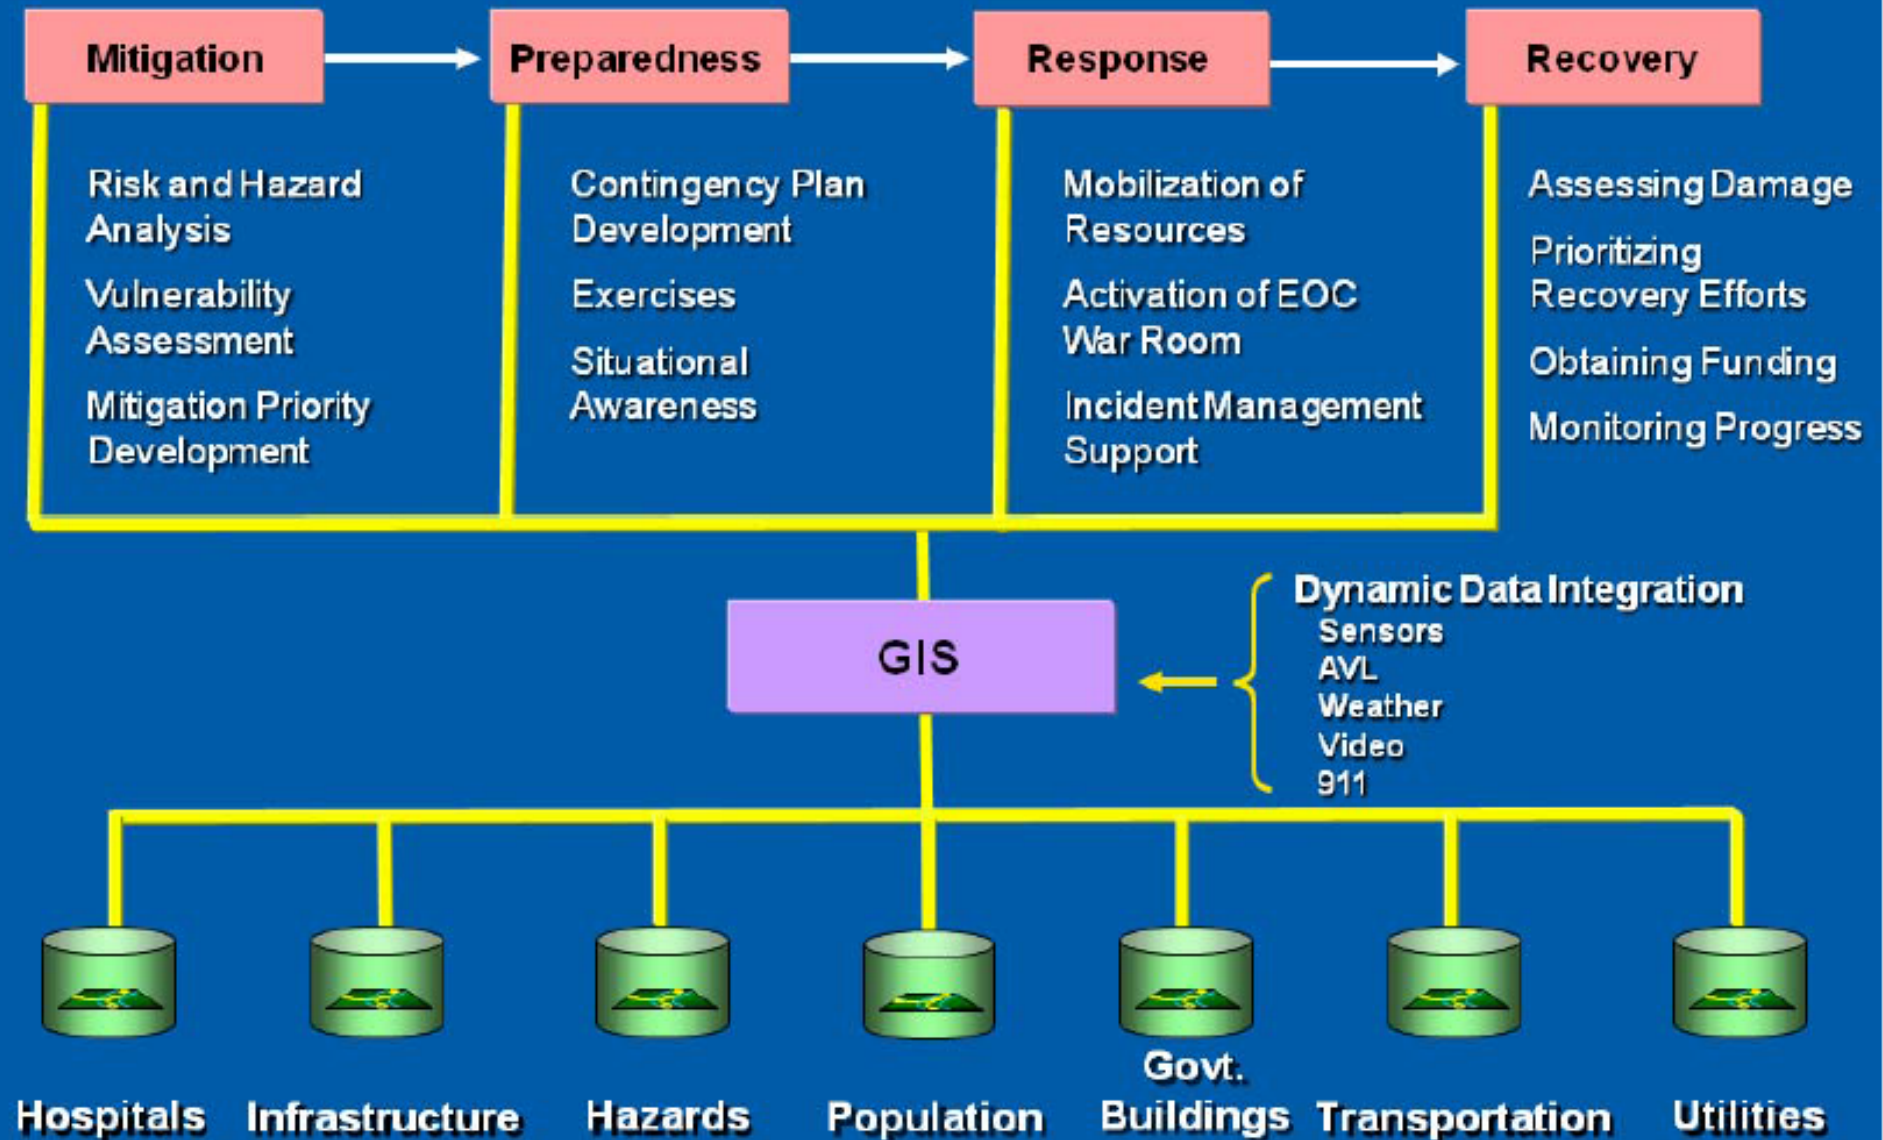 Mitigation
Preparedness
Response
Recovery
Risk and Hazard
Analysis
Vulnerability
Assessment
Mitigation Priority
Development
Contingency Plan
Development
Exercises
Situational
Awareness
Mobilization of
Resources
Activation of EOC
War Room
Incident Management
Support
Assessing Damage
Prioritizing
Recovery Efforts
Obtaining Funding
Monitoring Progress
GIS
Dynamic Data Integration
Sensors
AVL
Weather
Video
911
Hospitals
Infrastructure
Hazards
Population
Govt.
Buildings
Transportation
Utilities